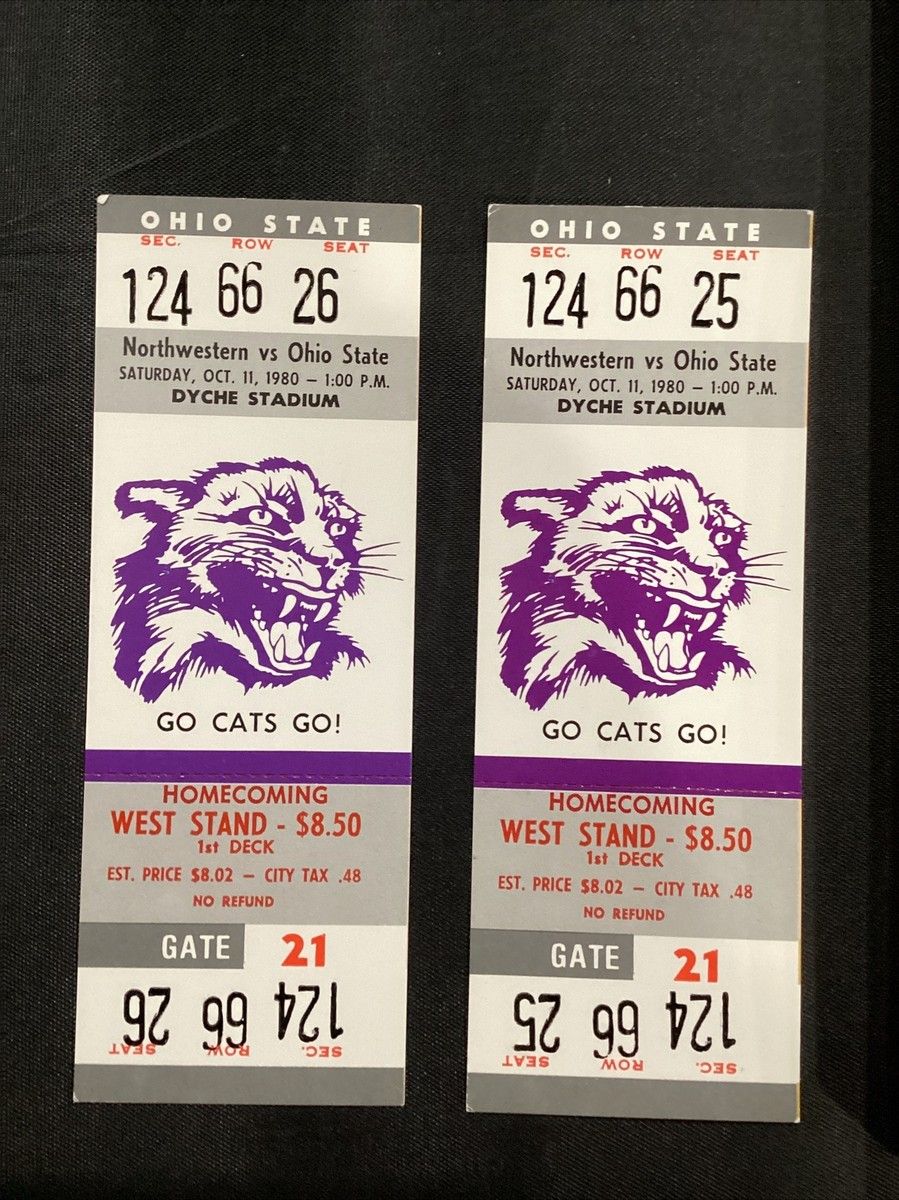 OHIO STATE
SEC. ROW SEAT
124 66 26
Northwestern vs Ohio State
SATURDAY, OCT. 11, 1980 — 1:00 P.M.
DYCHE STADIUM
GO CATS GO!
HOMECOMING
WEST STAND - $8.50
1st DECK
EST. PRICE $8.02 — CITY TAX .48
NO REFUND
GATE 21
124 66 26
SEC. ROW SEAT
OHIO STATE
SEC. ROW SEAT
124 66 25
Northwestern vs Ohio State
SATURDAY, OCT. 11, 1980 — 1:00 P.M.
DYCHE STADIUM
GO CATS GO!
HOMECOMING
WEST STAND - $8.50
1st DECK
EST. PRICE $8.02 — CITY TAX .48
NO REFUND
GATE 21
124 66 25
SEC. ROW SEAT